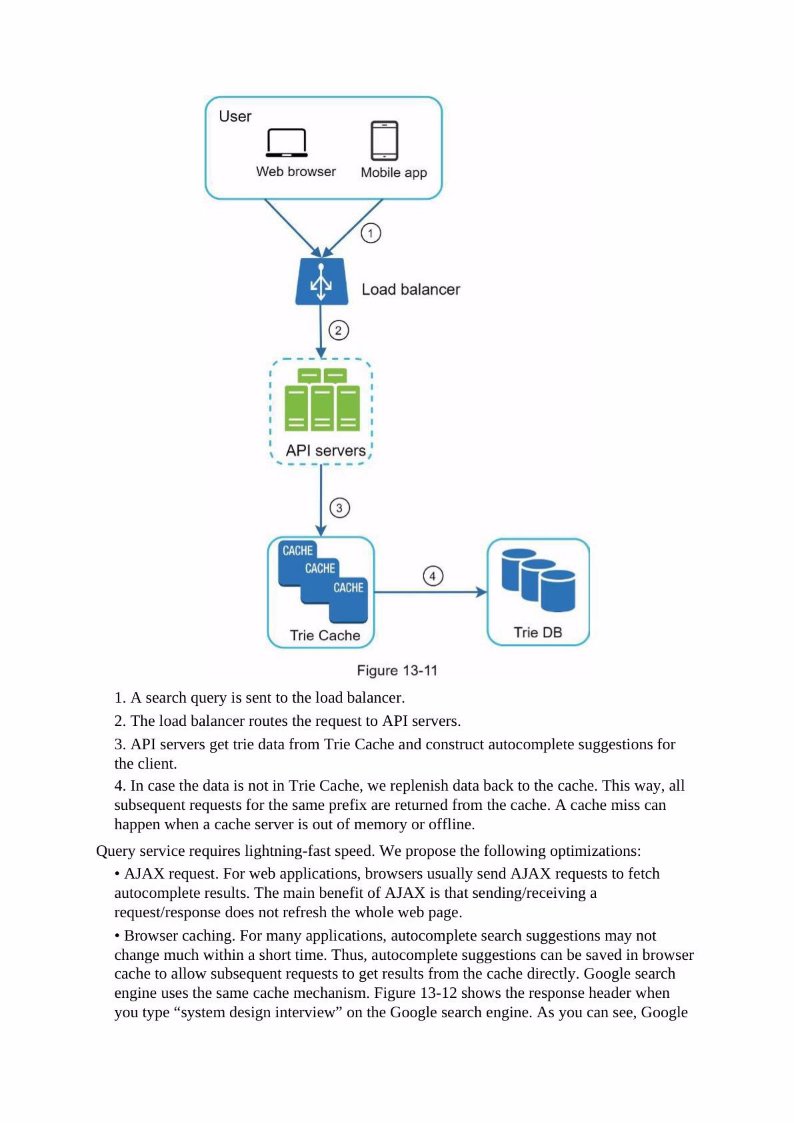 User
Web browser
Mobile app
1
Load balancer
2
API servers
3
CACHE
CACHE
CACHE
4
Trie Cache
Trie DB
Figure 13-11
1. A search query is sent to the load balancer.
2. The load balancer routes the request to API servers.
3. API servers get trie data from Trie Cache and construct autocomplete suggestions for
the client.
4. In case the data is not in Trie Cache, we replenish data back to the cache. This way, all
subsequent requests for the same prefix are returned from the cache. A cache miss can
happen when a cache server is out of memory or offline.
Query service requires lightning-fast speed. We propose the following optimizations:
• AJAX request. For web applications, browsers usually send AJAX requests to fetch
autocomplete results. The main benefit of AJAX is that sending/receiving a
request/response does not refresh the whole web page.
• Browser caching. For many applications, autocomplete search suggestions may not
change much within a short time. Thus, autocomplete suggestions can be saved in browser
cache to allow subsequent requests to get results from the cache directly. Google search
engine uses the same cache mechanism. Figure 13-12 shows the response header when
you type “system design interview” on the Google search engine. As you can see, Google